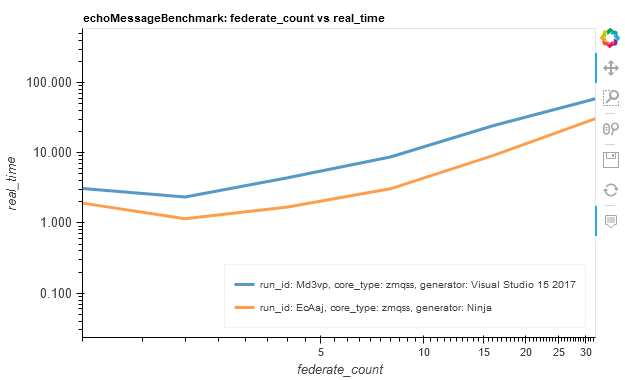 echoMessageBenchmark: federate_count vs real_time
100.000
10.000
1.000
0.100
real_time
run_id: Md3vp, core_type: zmqss, generator: Visual Studio 15 2017
run_id: EcAaj, core_type: zmqss, generator: Ninja
5
10
15
20
25
30
federate_count